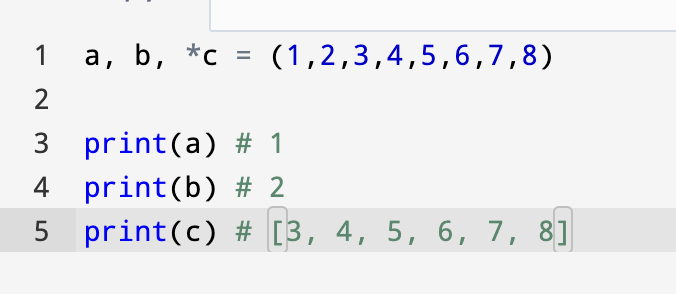 1 a, b, *c = (1,2,3,4,5,6,7,8)
2
3 print(a) # 1
4 print(b) # 2
5 print(c) # [3, 4, 5, 6, 7, 8]